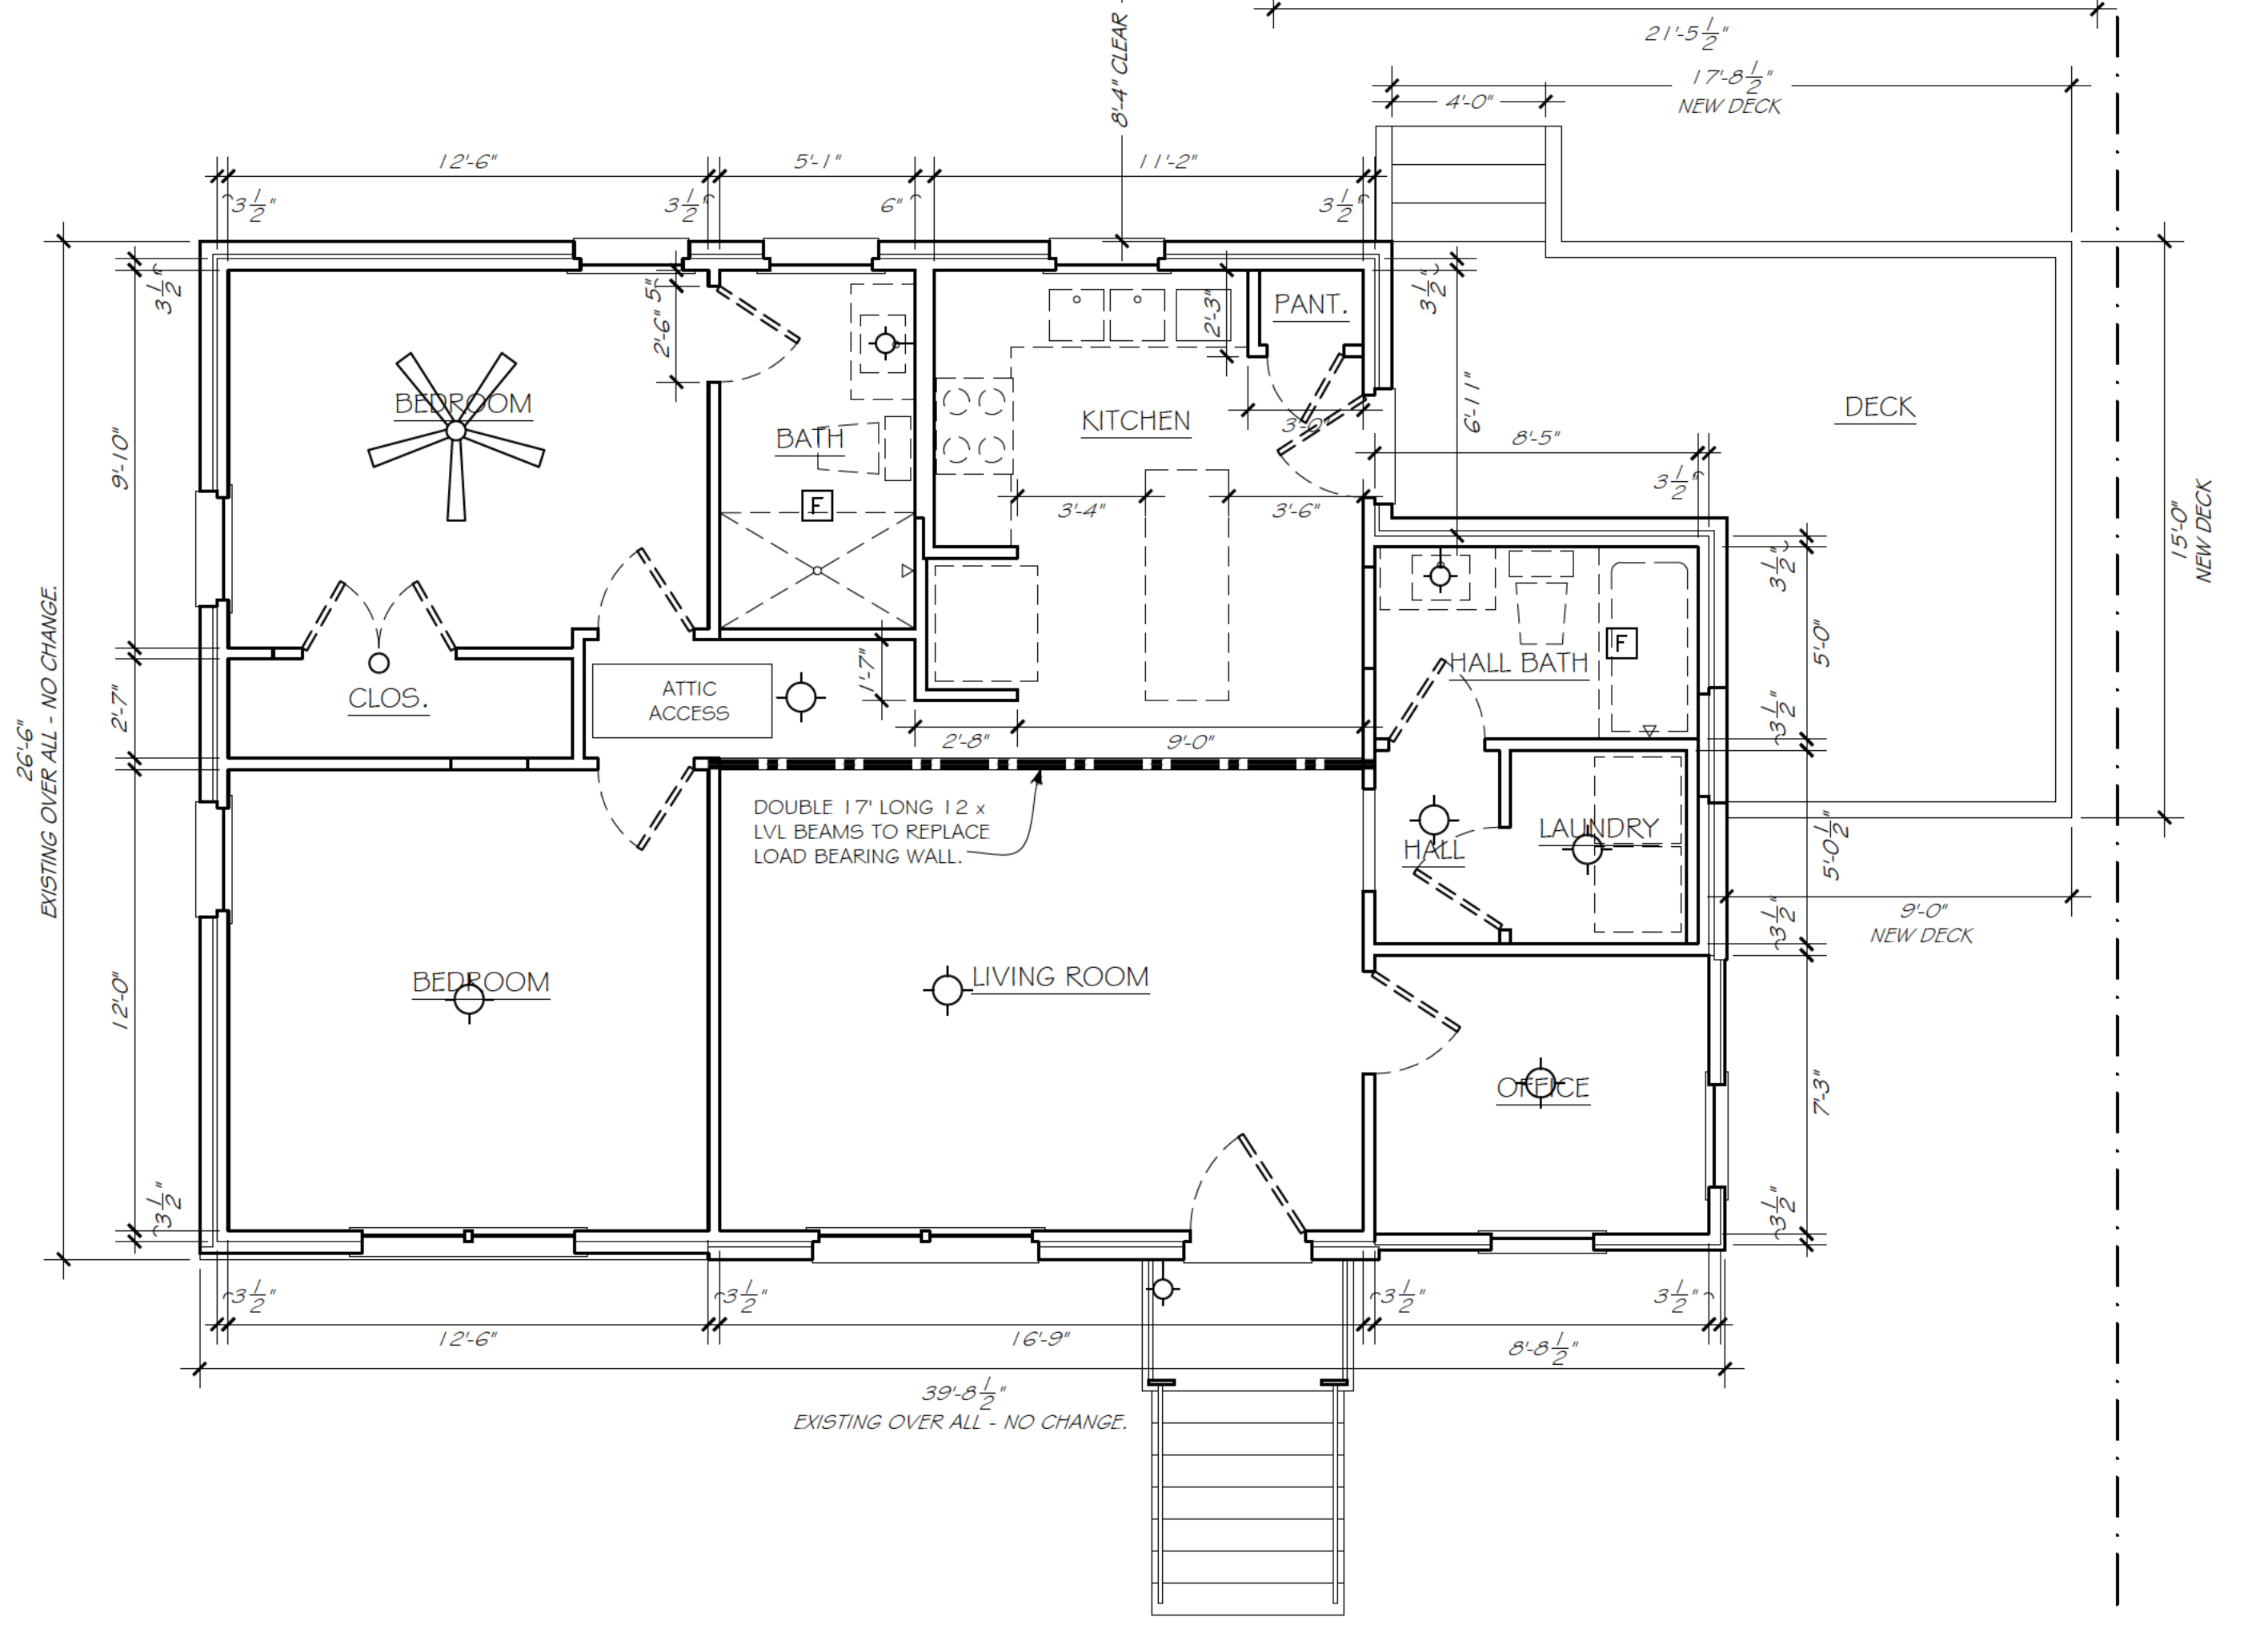 21'-5 1/2"
17'-8 1/2"
NEW DECK
4'-0"
8'-4" CLEAR
12'-6"
5'-1"
11'-2"
3 1/2"
3 1/2"
6"
3 1/2"
3 1/2"
5"
2'-6"
2'-3"
PANT.
3 1/2"
6'-11"
BEDROOM
BATH
KITCHEN
3'-0"
DECK
8'-5"
3 1/2"
9'-10"
F
3'-4"
3'-6"
15'-0"
NEW DECK
3 1/2"
5'-0"
HALL BATH
F
26'-6"
EXISTING OVER ALL - NO CHANGE.
2'-7"
CLOS.
ATTIC
ACCESS
1'-7"
2'-8"
9'-0"
3 1/2"
DOUBLE 17' LONG 12 x
LVL BEAMS TO REPLACE
LOAD BEARING WALL.
HALL
LAUNDRY
5'-0 1/2"
3 1/2"
9'-0"
NEW DECK
12'-0"
BEDROOM
LIVING ROOM
OFFICE
7'-3"
3 1/2"
3 1/2"
3 1/2"
3 1/2"
3 1/2"
3 1/2"
12'-6"
16'-9"
8'-8 1/2"
39'-8 1/2"
EXISTING OVER ALL - NO CHANGE.